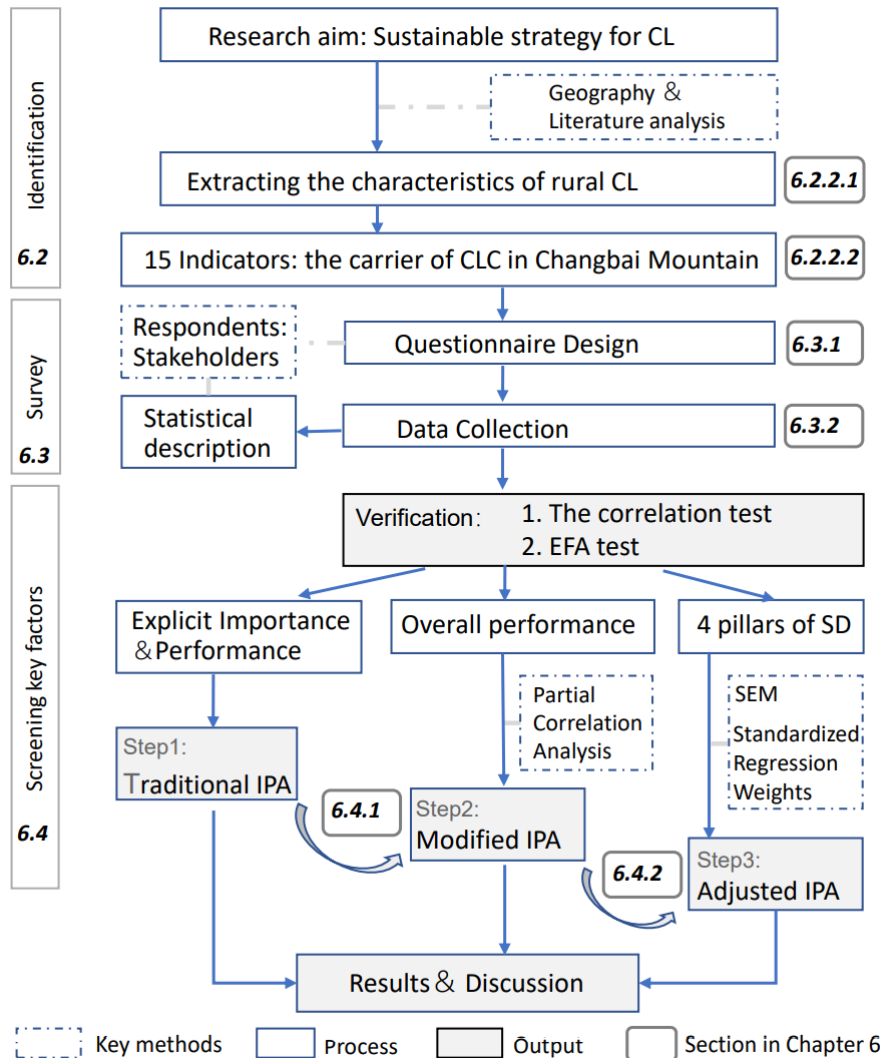 Research aim: Sustainable strategy for CL
Geography &
Literature analysis
Identification
6.2
Extracting the characteristics of rural CL
6.2.2.1
15 Indicators: the carrier of CLC in Changbai Mountain
6.2.2.2
Survey
6.3
Respondents:
Stakeholders
Questionnaire Design
6.3.1
Statistical
description
Data Collection
6.3.2
Screening key factors
6.4
Verification:
1. The correlation test
2. EFA test
Explicit Importance
&Performance
Overall performance
4 pillars of SD
Partial
Correlation
Analysis
SEM
Standardized
Regression
Weights
Step1:
Traditional IPA
6.4.1
Step2:
Modified IPA
6.4.2
Step3:
Adjusted IPA
Results & Discussion
Key methods
Process
Output
Section in Chapter 6